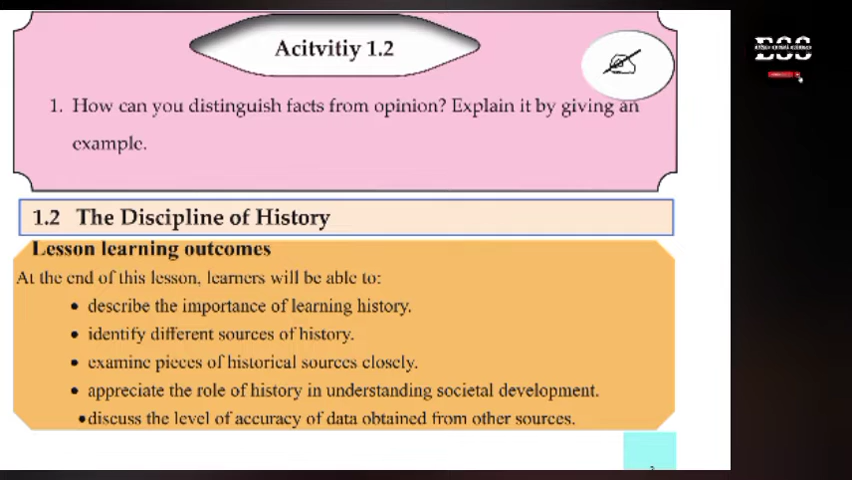 Acitvitiy 1.2
1. How can you distinguish facts from opinion? Explain it by giving an
example.
1.2 The Discipline of History
Lesson learning outcomes
At the end of this lesson, learners will be able to:
• describe the importance of learning history.
• identify different sources of history.
• examine pieces of historical sources closely.
• appreciate the role of history in understanding societal development.
•discuss the level of accuracy of data obtained from other sources.